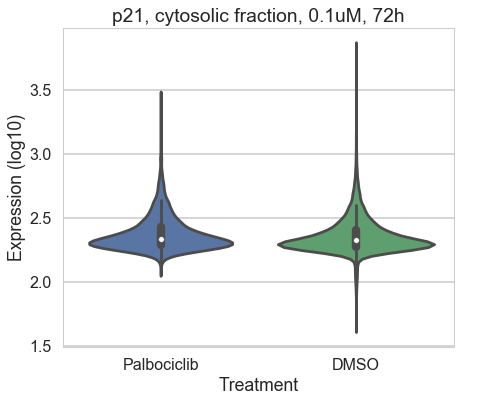 p21, cytosolic fraction, 0.1uM, 72h
Expression (log10)
3.5
3.0
2.5
2.0
1.5
Palbociclib DMSO
Treatment